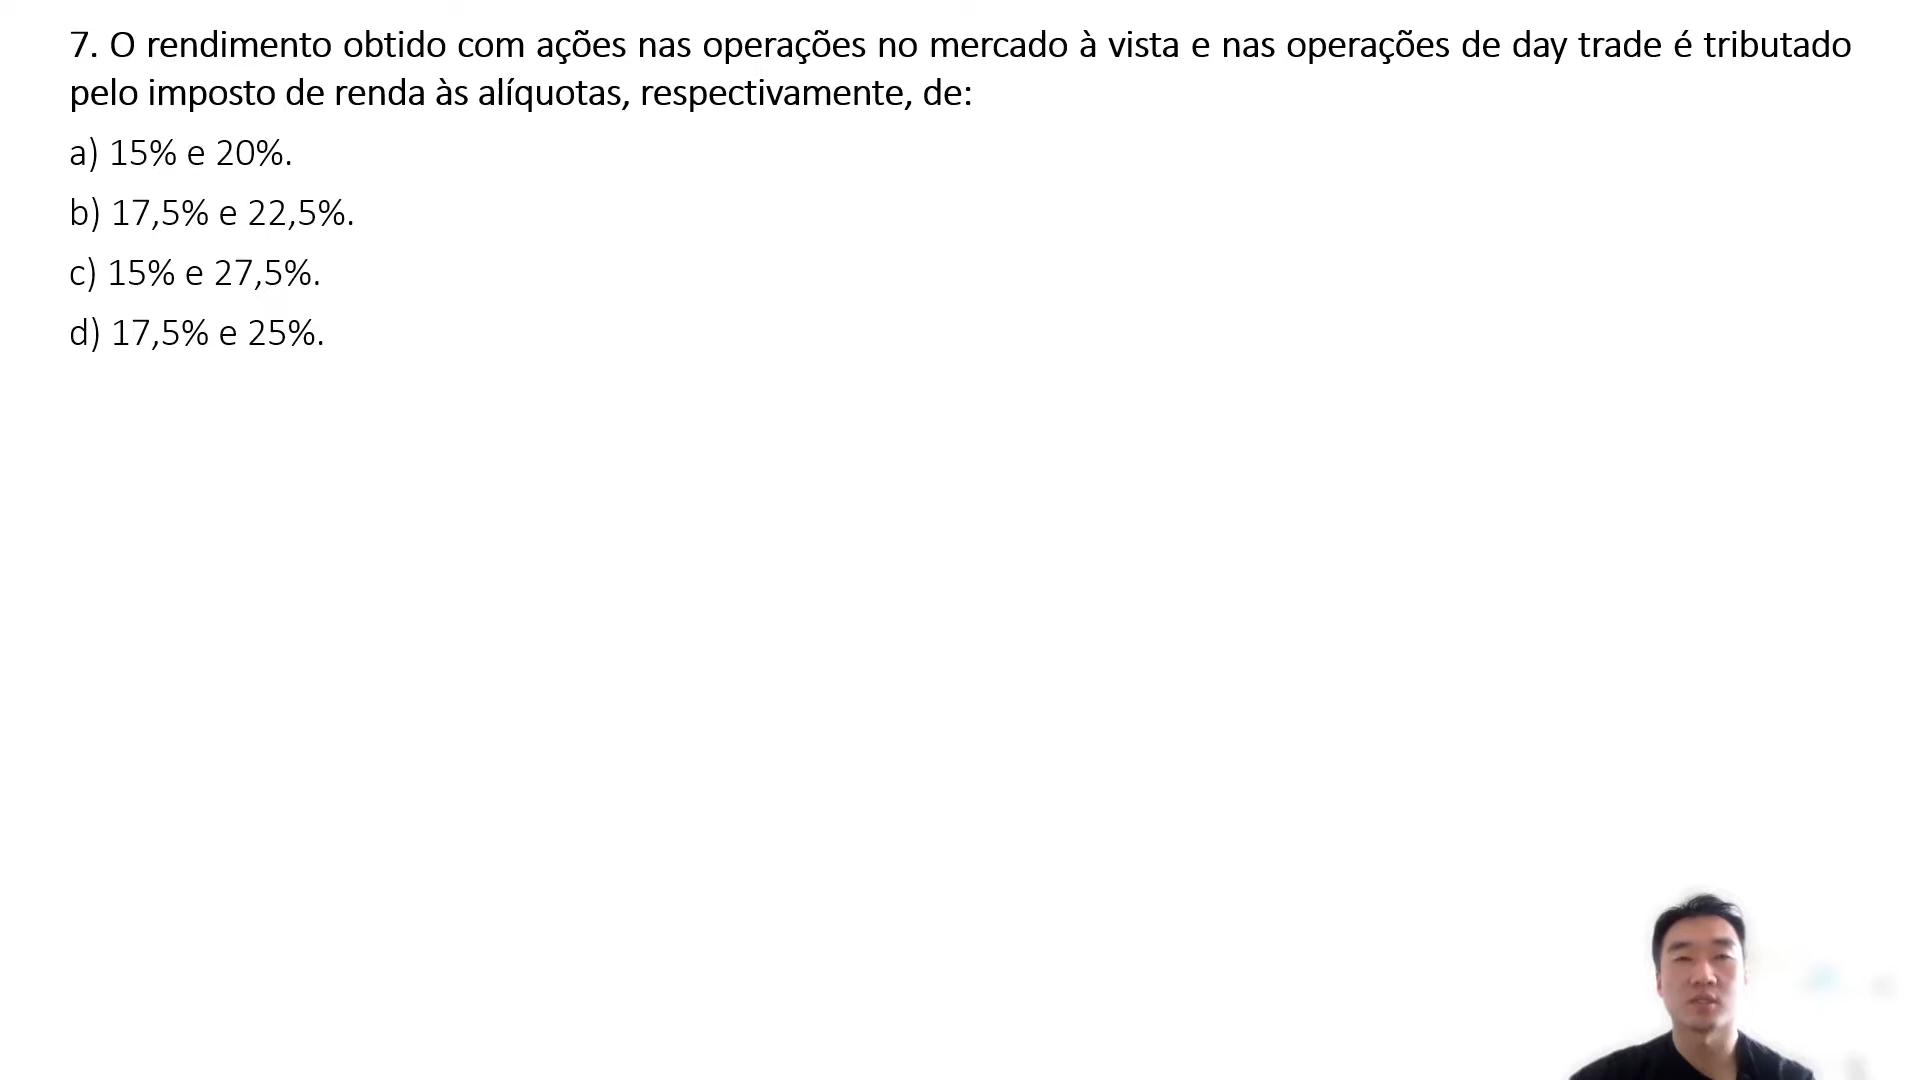 7. O rendimento obtido com ações nas operações no mercado à vista e nas operações de day trade é tributado
pelo imposto de renda às alíquotas, respectivamente, de:
a) 15% e 20%.
b) 17,5% e 22,5%.
c) 15% e 27,5%.
d) 17,5% e 25%.